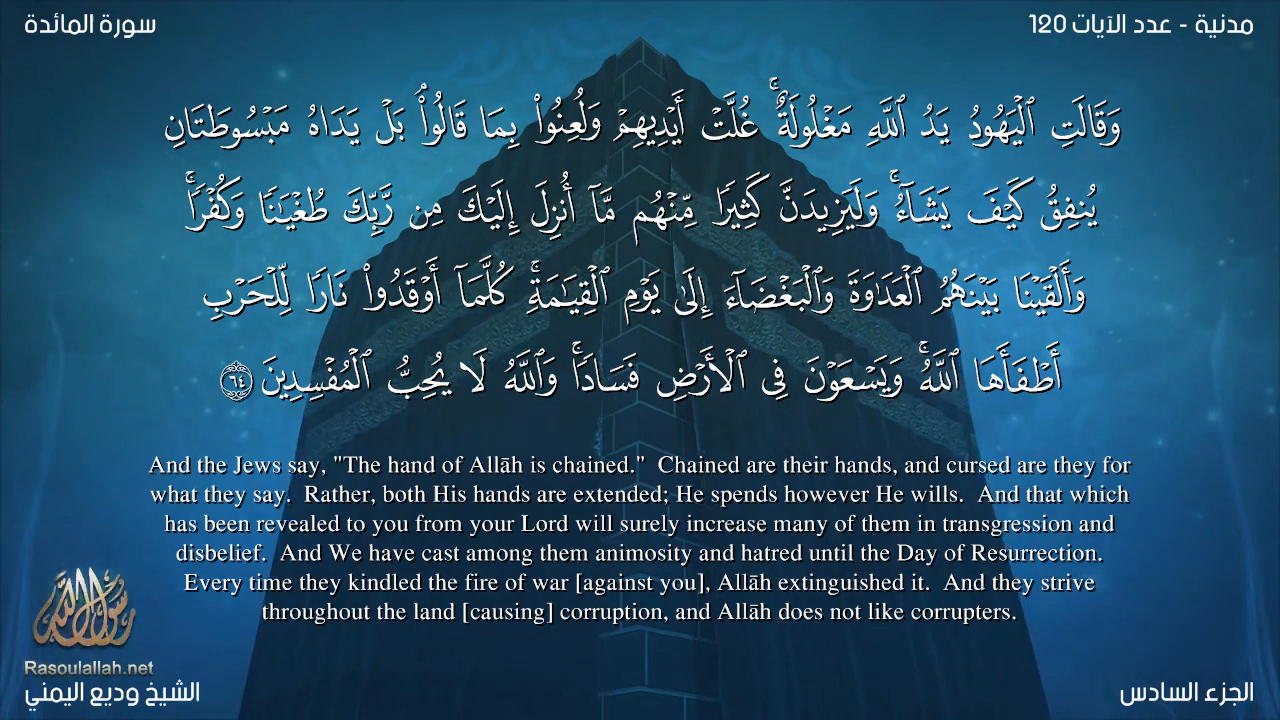 سورة المائدة
مدنية - عدد الآيات 120
وَقَالَتِ ٱلْيَهُودُ يَدُ ٱللَّهِ مَغْلُولَةٌ ۚ غُلَّتْ أَيْدِيهِمْ وَلُعِنُوا۟ بِمَا قَالُوا۟ ۘ بَلْ يَدَاهُ مَبْسُوطَتَانِ
يُنفِقُ كَيْفَ يَشَآءُ ۚ وَلَيَزِيدَنَّ كَثِيرًا مِّنْهُم مَّآ أُنزِلَ إِلَيْكَ مِن رَّبِّكَ طُغْيَـٰنًا وَكُفْرًا ۚ
وَأَلْقَيْنَا بَيْنَهُمُ ٱلْعَدَٰوَةَ وَٱلْبَغْضَآءَ إِلَىٰ يَوْمِ ٱلْقِيَـٰمَةِ ۚ كُلَّمَآ أَوْقَدُوا۟ نَارًا لِّلْحَرْبِ
أَطْفَأَهَا ٱللَّهُ ۚ وَيَسْعَوْنَ فِى ٱلْأَرْضِ فَسَادًا ۚ وَٱللَّهُ لَا يُحِبُّ ٱلْمُفْسِدِينَ ٦٤
And the Jews say, "The hand of Allāh is chained."  Chained are their hands, and cursed are they for
what they say.  Rather, both His hands are extended; He spends however He wills.  And that which
has been revealed to you from your Lord will surely increase many of them in transgression and
disbelief.  And We have cast among them animosity and hatred until the Day of Resurrection.
Every time they kindled the fire of war [against you], Allāh extinguished it.  And they strive
throughout the land [causing] corruption, and Allāh does not like corrupters.
رسول الله
Rasoulallah.net
الشيخ وديع اليمني
الجزء السادس